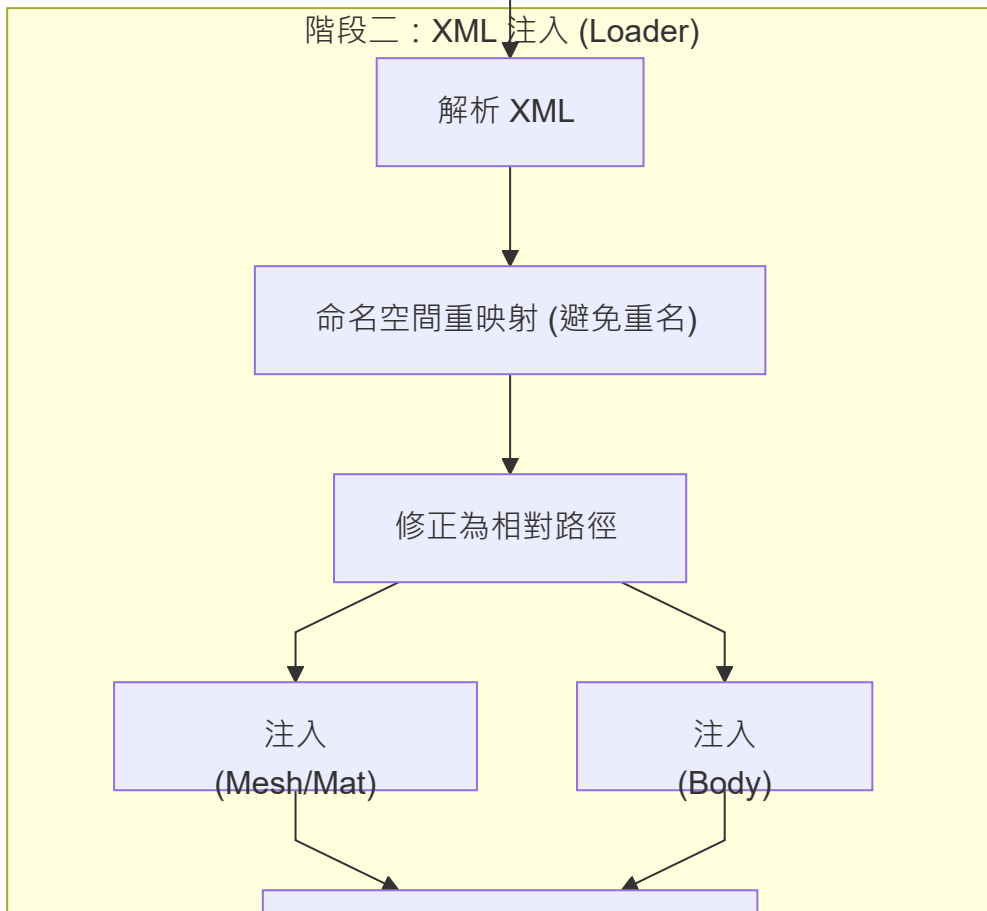 階段二：XML 注入 (Loader)
解析 XML
命名空間重映射 (避免重名)
修正為相對路徑
注入
(Mesh/Mat)
注入
(Body)